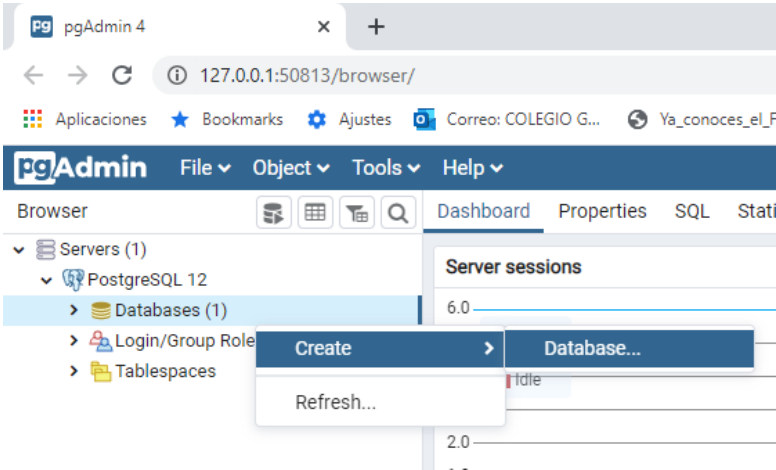 pgAdmin 4
127.0.0.1:50813/browser/
Aplicaciones Bookmarks Ajustes Correo: COLEGIO G... Ya_conoces_el_F
pgAdmin File Object Tools Help
Browser Dashboard Properties SQL Stati
Servers (1)
Server sessions
PostgreSQL 12
Databases (1)
6.0
Login/Group Role
Create Database...
Tablespaces
Idle
Refresh...
2.0